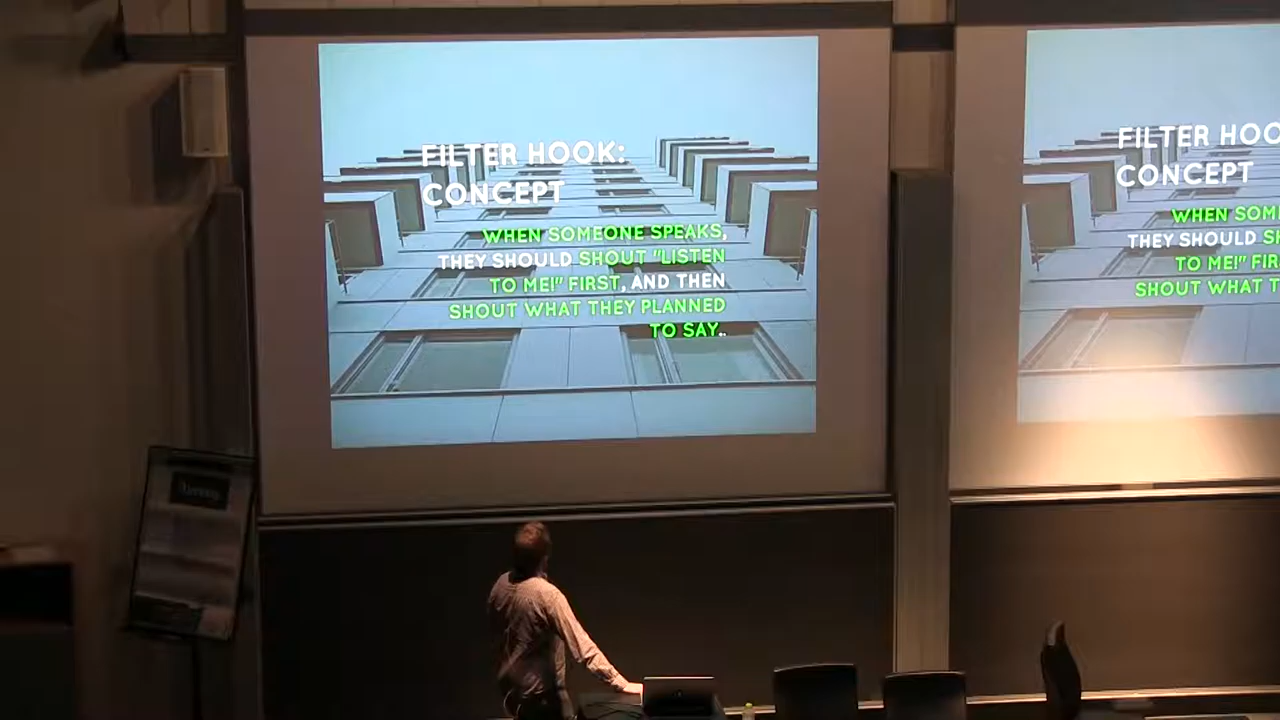 FILTER HOOK:
CONCEPT
WHEN SOMEONE SPEAKS,
THEY SHOULD SHOUT "LISTEN
TO ME!" FIRST, AND THEN
SHOUT WHAT THEY PLANNED
TO SAY..
FILTER HOO
CONCEPT
WHEN SOM
THEY SHOULD S
TO ME!" FIR
SHOUT WHAT T